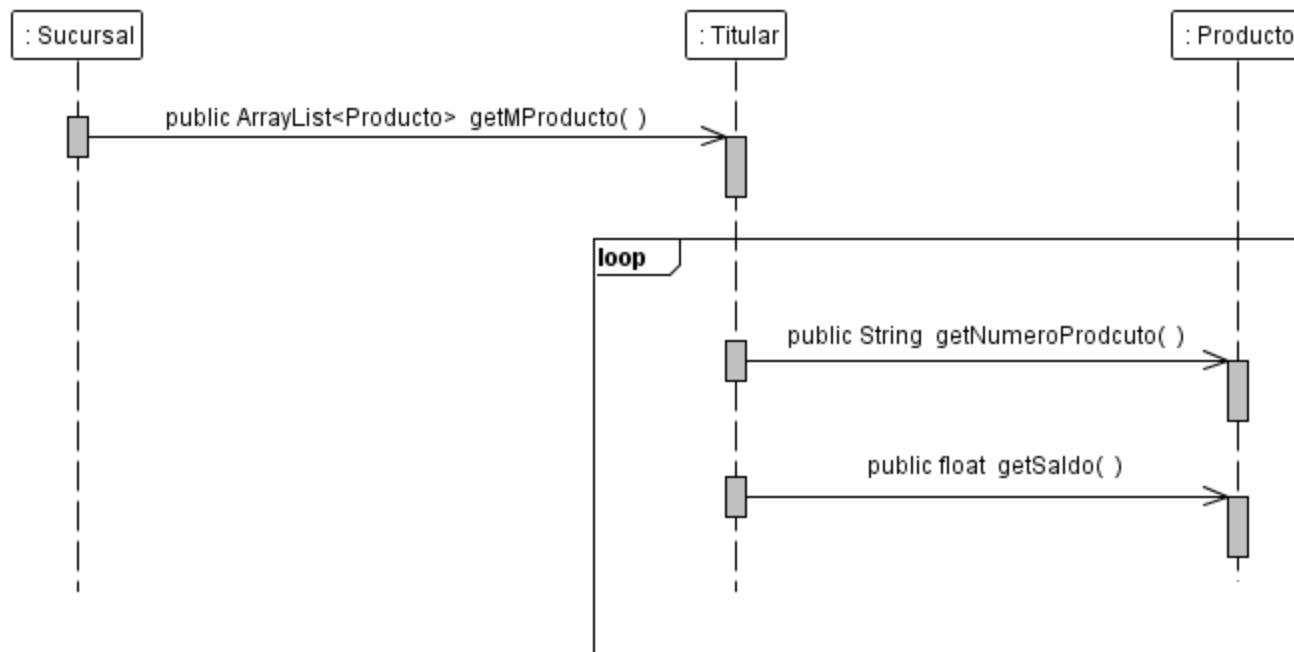 : Sucursal
: Titular
: Producto
public ArrayList<Producto> getMProducto( )
loop
public String getNumeroProdcuto( )
public float getSaldo( )